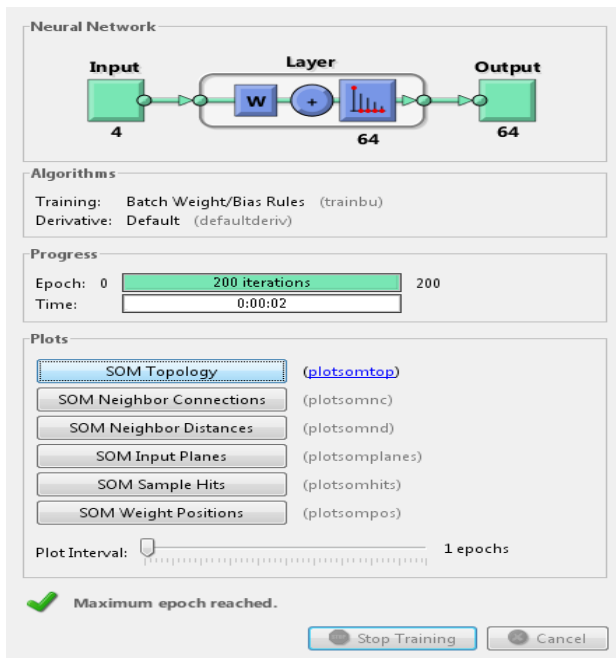 Neural Network
Input
Layer
Output
W
+
4
64
64
Algorithms
Training: Batch Weight/Bias Rules (trainbu)
Derivative: Default (defaultderiv)
Progress
Epoch: 0 200 iterations 200
Time: 0:00:02
Plots
SOM Topology (plotsomtop)
SOM Neighbor Connections (plotsomnc)
SOM Neighbor Distances (plotsomnd)
SOM Input Planes (plotsomplanes)
SOM Sample Hits (plotsomhits)
SOM Weight Positions (plotsompos)
Plot Interval: 1 epochs
Maximum epoch reached.
Stop Training Cancel